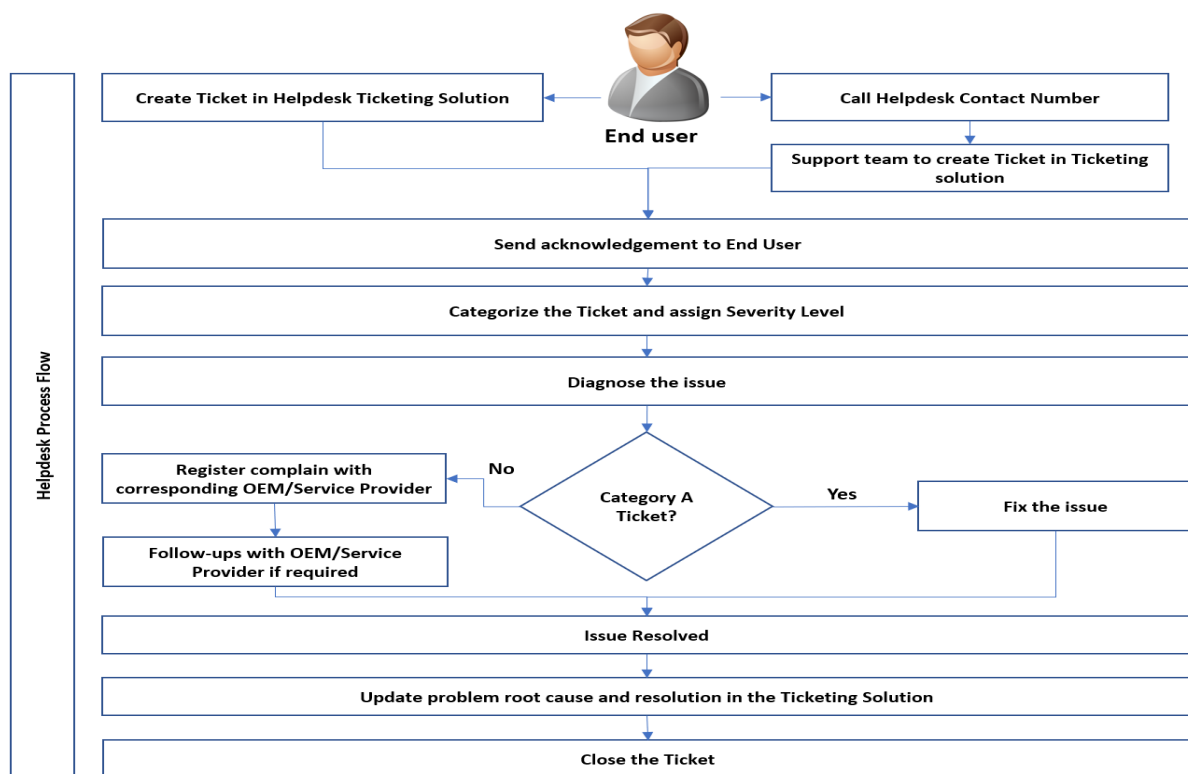 Create Ticket in Helpdesk Ticketing Solution
End user
Call Helpdesk Contact Number
Support team to create Ticket in Ticketing
solution
Send acknowledgement to End User
Categorize the Ticket and assign Severity Level
Diagnose the issue
Helpdesk Process Flow
No
Register complain with
corresponding OEM/Service Provider
Category A
Ticket?
Yes
Fix the issue
Follow-ups with OEM/Service
Provider if required
Issue Resolved
Update problem root cause and resolution in the Ticketing Solution
Close the Ticket